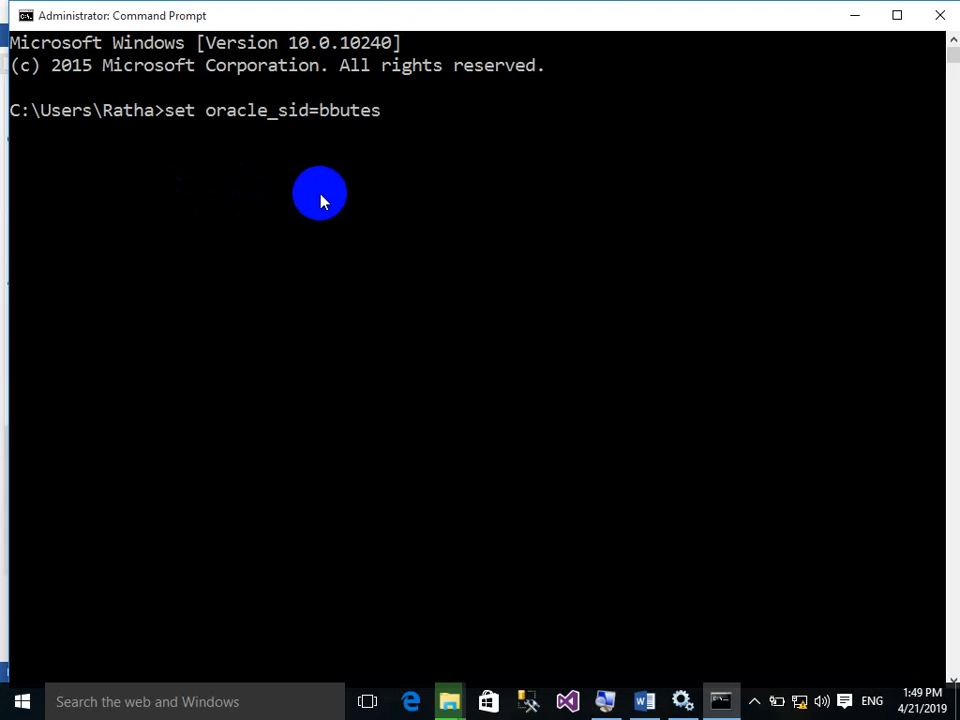 Administrator: Command Prompt
Microsoft Windows [Version 10.0.10240]
(c) 2015 Microsoft Corporation. All rights reserved.
C:\Users\Ratha>set oracle_sid=bbutes
Search the web and Windows
ENG
1:49 PM
4/21/2019